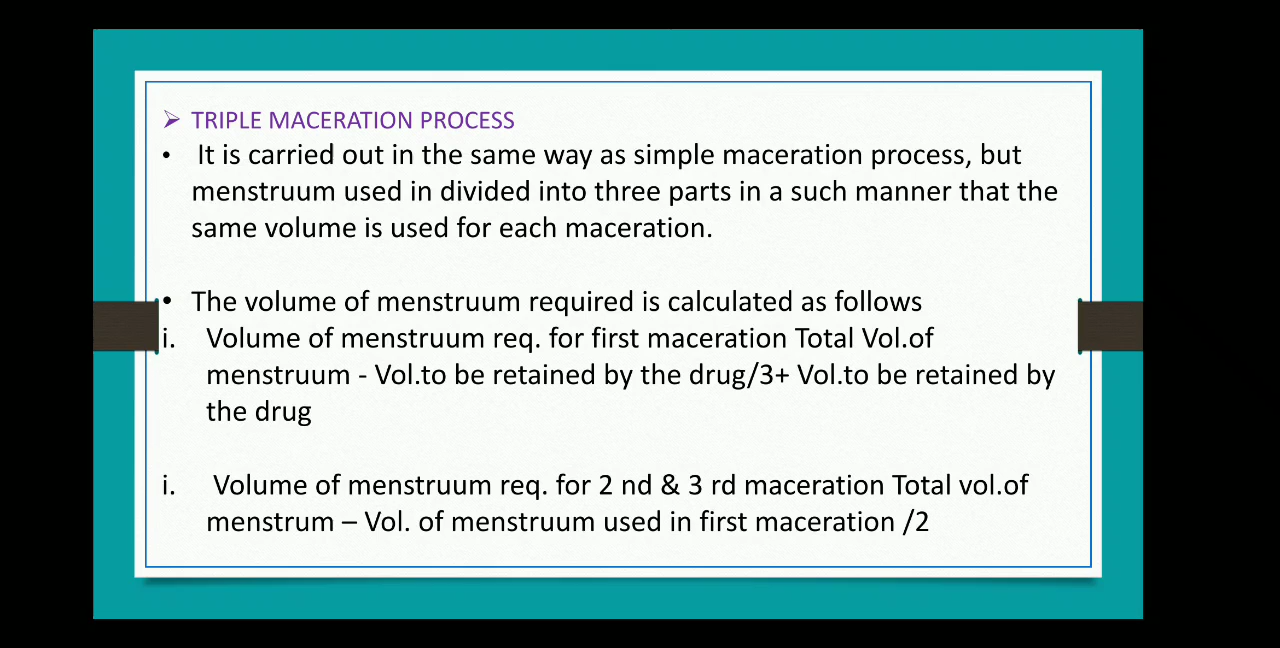 ➢ TRIPLE MACERATION PROCESS
• It is carried out in the same way as simple maceration process, but
menstruum used in divided into three parts in a such manner that the
same volume is used for each maceration.
• The volume of menstruum required is calculated as follows
i. Volume of menstruum req. for first maceration Total Vol.of
menstruum - Vol.to be retained by the drug/3+ Vol.to be retained by
the drug
i. Volume of menstruum req. for 2 nd & 3 rd maceration Total vol.of
menstrum – Vol. of menstruum used in first maceration /2